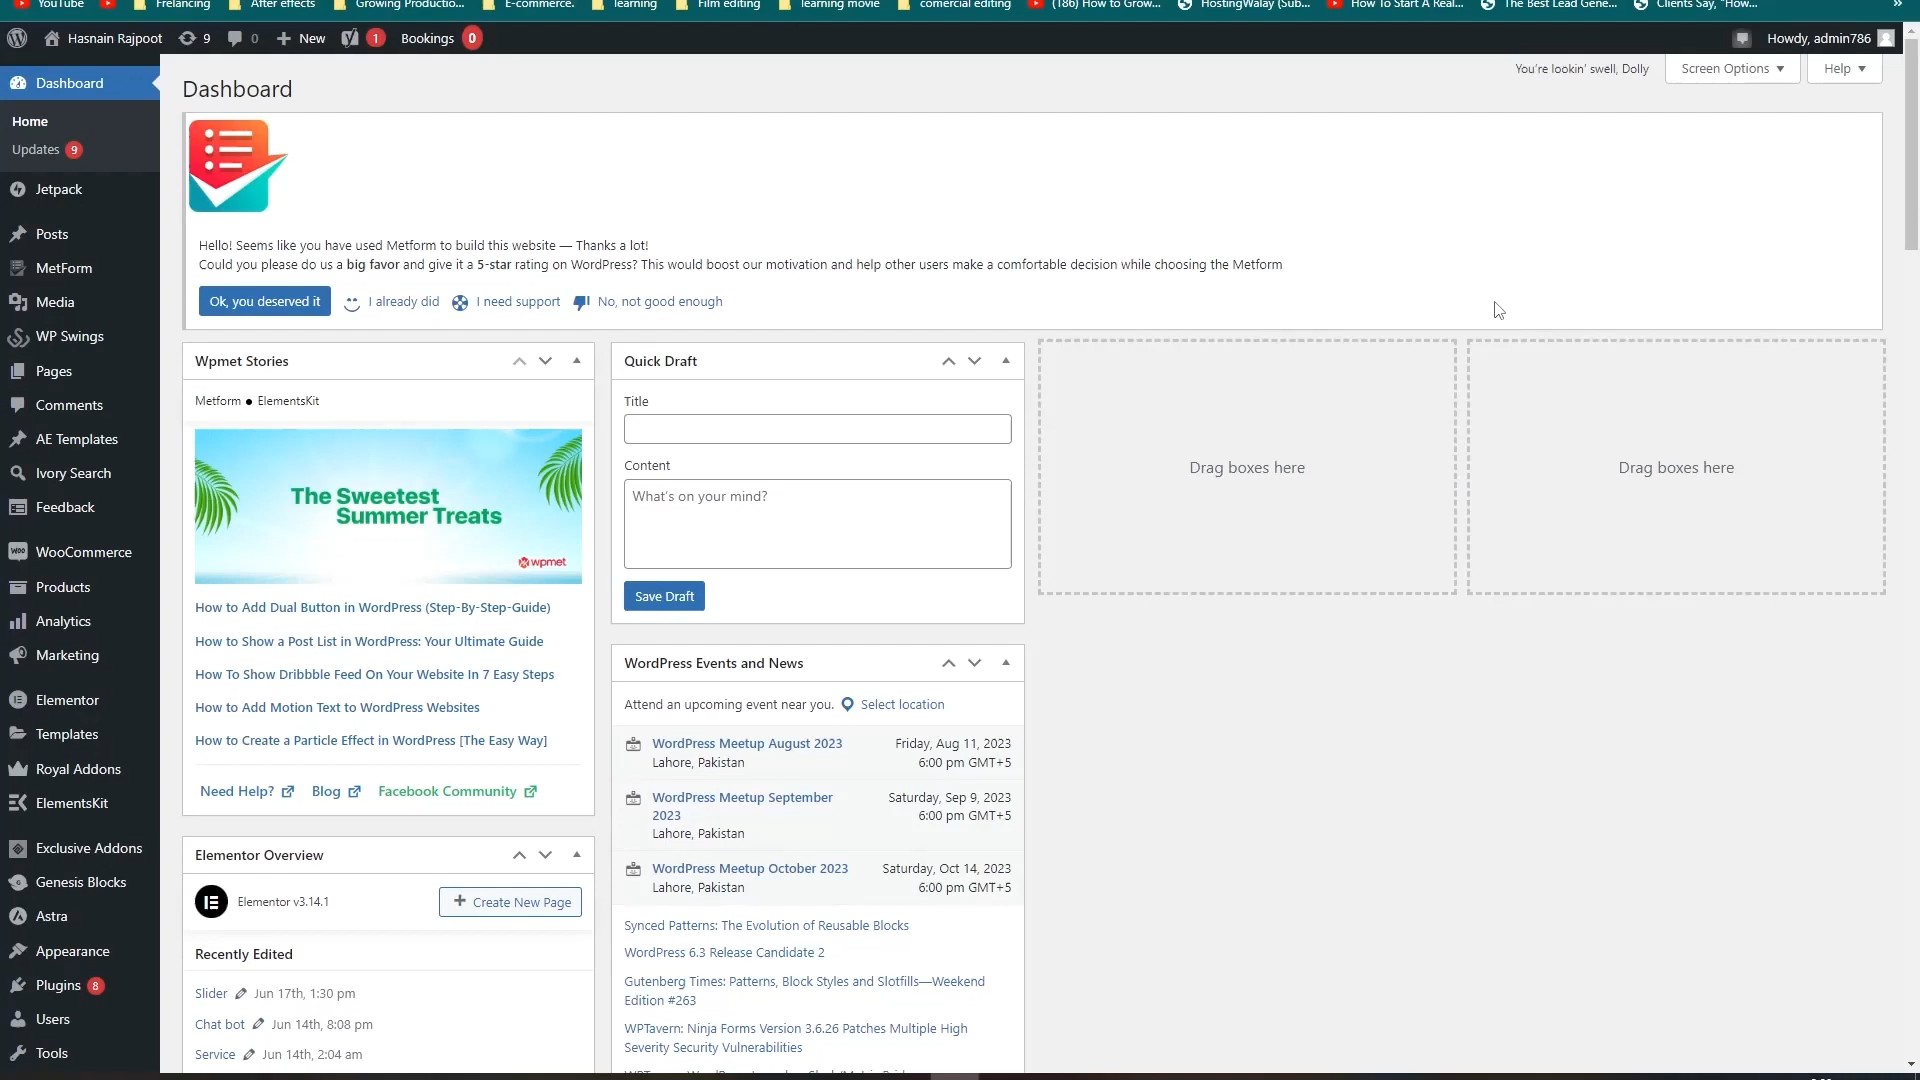 YouTube
Frelancing
After effects
Growing Productio...
E-commerce.
learning
Film editing
learning movie
comercial editing
(186) How to Grow...
HostingWalay (Sub...
How To Start A Real...
The Best Lead Gene...
Clients Say, "How...
»
Hasnain Rajpoot
9
0
New
1
Bookings 0
Howdy, admin786
Dashboard
Home
Updates 9
Jetpack
Posts
MetForm
Media
WP Swings
Pages
Comments
AE Templates
Ivory Search
Feedback
WooCommerce
Products
Analytics
Marketing
Elementor
Templates
Royal Addons
ElementsKit
Exclusive Addons
Genesis Blocks
Astra
Appearance
Plugins 8
Users
Tools
You're lookin' swell, Dolly
Screen Options
Help
Dashboard
Hello! Seems like you have used Metform to build this website — Thanks a lot!
Could you please do us a big favor and give it a 5-star rating on WordPress? This would boost our motivation and help other users make a comfortable decision while choosing the Metform
Ok, you deserved it
I already did
I need support
No, not good enough
Wpmet Stories
Metform ● ElementsKit
The Sweetest
Summer Treats
wpmet
How to Add Dual Button in WordPress (Step-By-Step-Guide)
How to Show a Post List in WordPress: Your Ultimate Guide
How To Show Dribbble Feed On Your Website In 7 Easy Steps
How to Add Motion Text to WordPress Websites
How to Create a Particle Effect in WordPress [The Easy Way]
Need Help?
Blog
Facebook Community
Elementor Overview
Elementor v3.14.1
Create New Page
Recently Edited
Slider Jun 17th, 1:30 pm
Chat bot Jun 14th, 8:08 pm
Service Jun 14th, 2:04 am
Quick Draft
Title
Content
What's on your mind?
Save Draft
WordPress Events and News
Attend an upcoming event near you. Select location
WordPress Meetup August 2023 Friday, Aug 11, 2023
Lahore, Pakistan 6:00 pm GMT+5
WordPress Meetup September Saturday, Sep 9, 2023
2023 6:00 pm GMT+5
Lahore, Pakistan
WordPress Meetup October 2023 Saturday, Oct 14, 2023
Lahore, Pakistan 6:00 pm GMT+5
Synced Patterns: The Evolution of Reusable Blocks
WordPress 6.3 Release Candidate 2
Gutenberg Times: Patterns, Block Styles and Slotfills—Weekend
Edition #263
WPTavern: Ninja Forms Version 3.6.26 Patches Multiple High
Severity Security Vulnerabilities
Drag boxes here
Drag boxes here